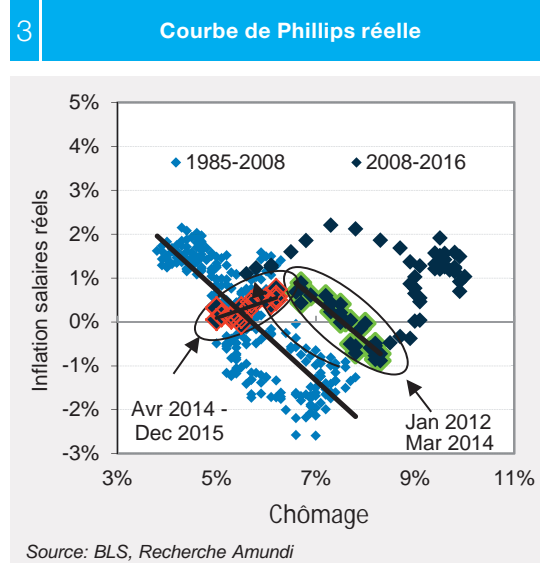 3
Courbe de Phillips réelle
5%
4%
3%
2%
1%
0%
-1%
-2%
-3%
Inflation salaires réels
1985-2008
2008-2016
Avr 2014 -
Dec 2015
Jan 2012
Mar 2014
3%
5%
7%
9%
11%
Chômage
Source: BLS, Recherche Amundi